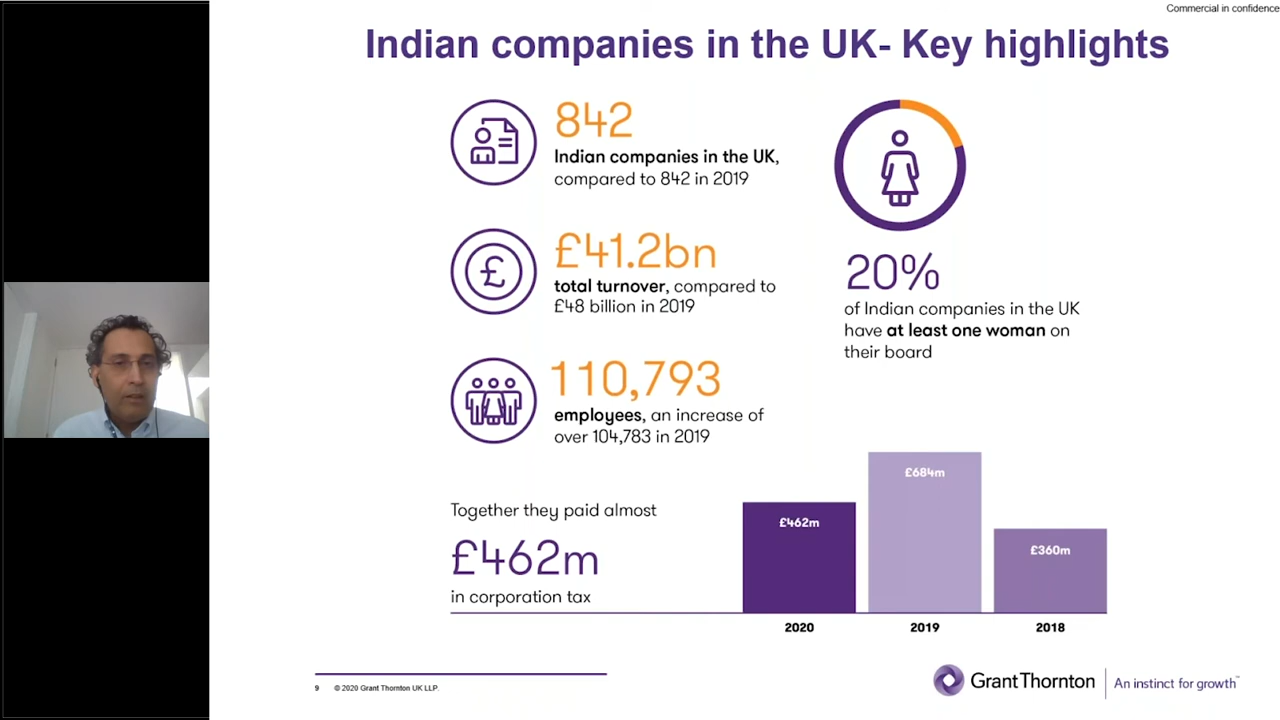 Commercial in confidence
Indian companies in the UK- Key highlights
842
Indian companies in the UK,
compared to 842 in 2019
£41.2bn
total turnover, compared to
£48 billion in 2019
110,793
employees, an increase of
over 104,783 in 2019
20%
of Indian companies in the UK
have at least one woman on
their board
Together they paid almost
£462m
in corporation tax
£462m
£684m
£360m
2020
2019
2018
9 © 2020 Grant Thornton UK LLP.
Grant Thornton
An instinct for growth™